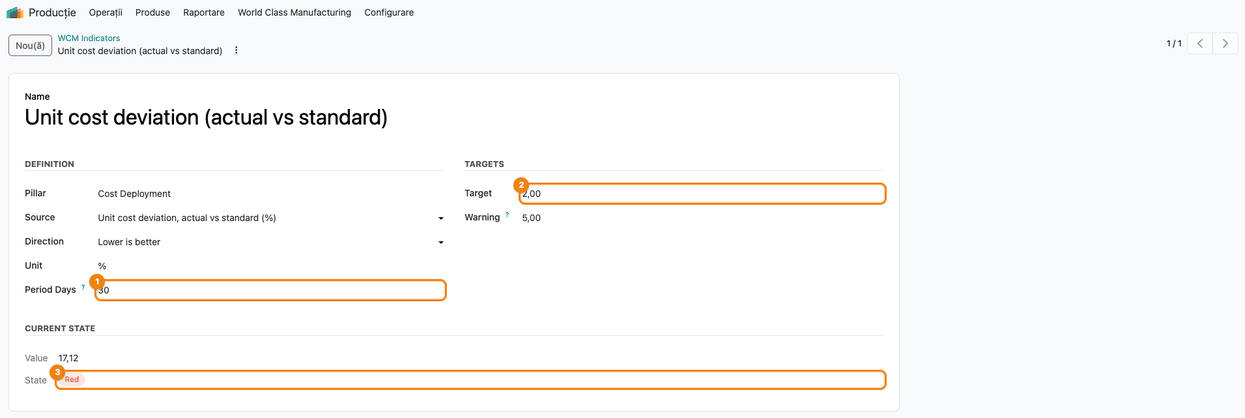 Producție Operații Produse Raportare World Class Manufacturing Configurare
Nou(ă) WCM Indicators
Unit cost deviation (actual vs standard)
1 / 1
Name
Unit cost deviation (actual vs standard)
DEFINITION
Pillar Cost Deployment
Source Unit cost deviation, actual vs standard (%)
Direction Lower is better
Unit %
1
Period Days ? 30
TARGETS
2
Target 2,00
Warning ? 5,00
CURRENT STATE
Value 17,12
3
State Red